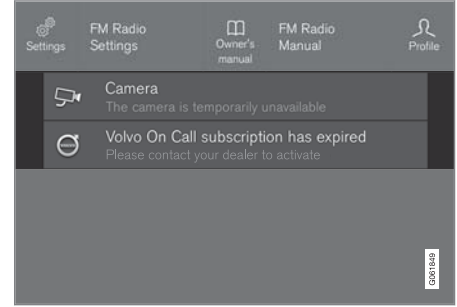 Settings
FM Radio
Settings
Owner's
manual
FM Radio
Manual
Profile
Camera
The camera is temporarily unavailable
Volvo On Call subscription has expired
Please contact your dealer to activate
G061849